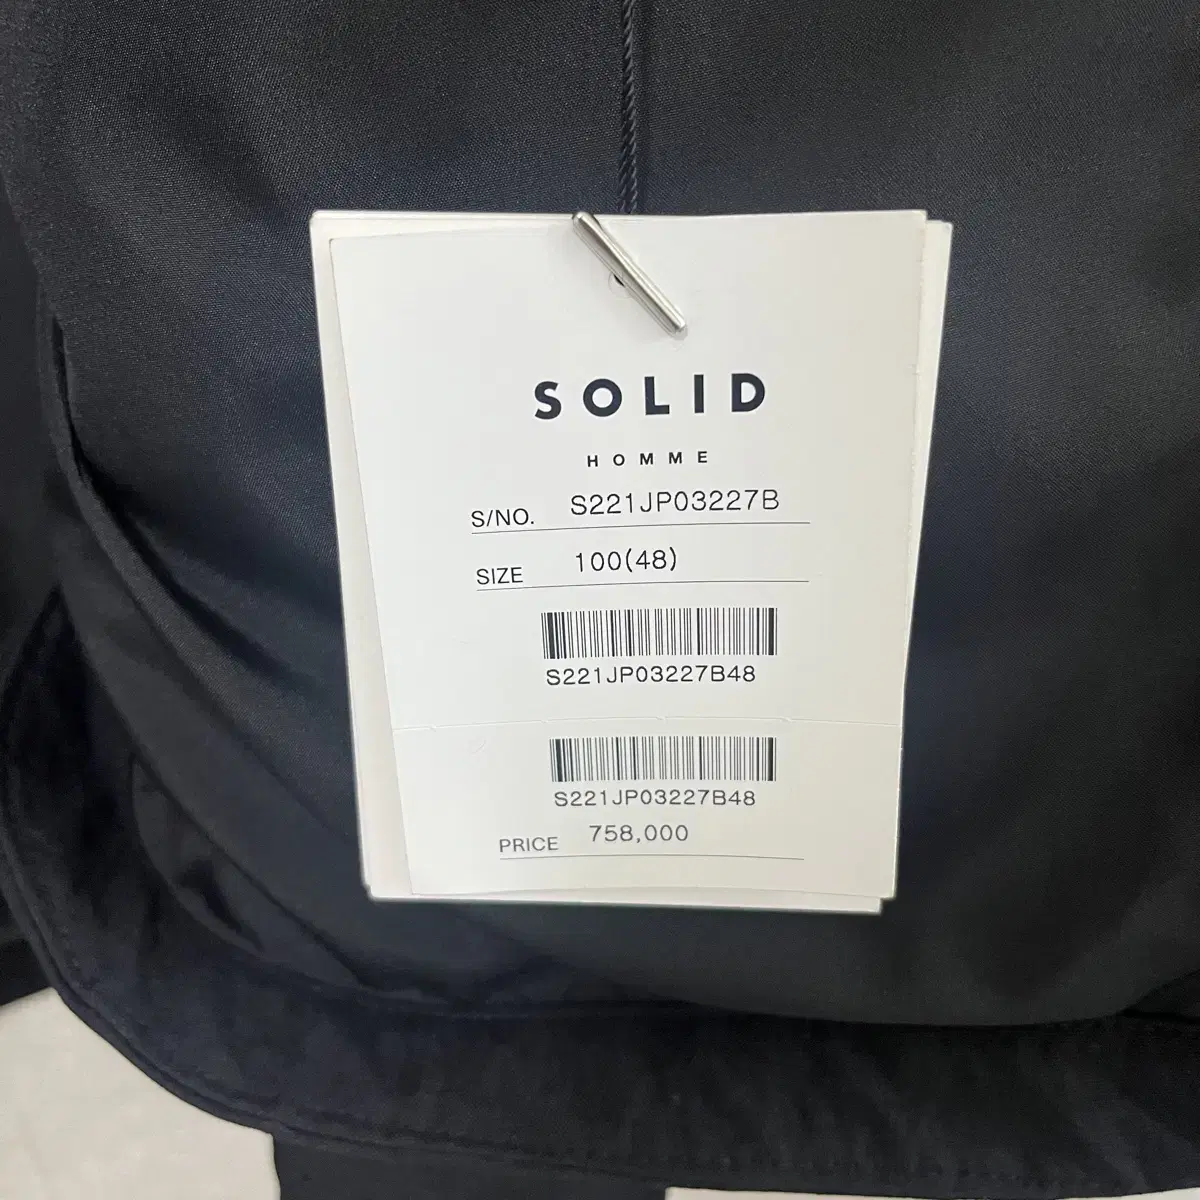 SOLID
HOMME
S/NO. S221JP03227B
SIZE 100(48)
S221JP03227B48
S221JP03227B48
PRICE 758,000